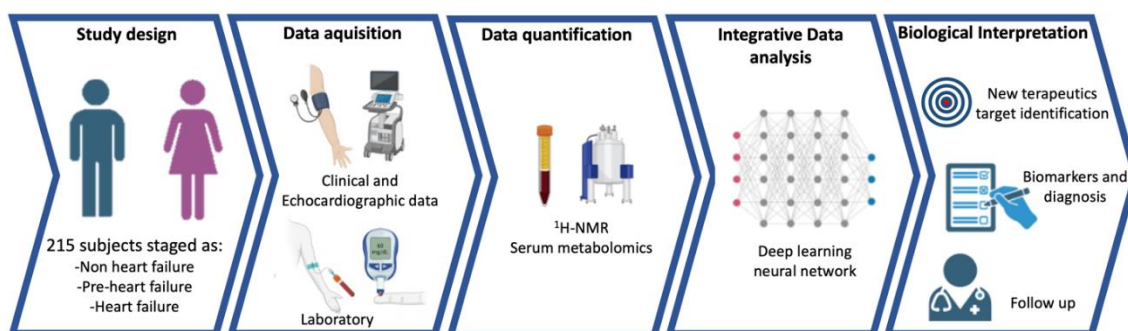 Study design
215 subjects staged as:
-Non heart failure
-Pre-heart failure
-Heart failure
Data aquisition
Clinical and
Echocardiographic data
Laboratory
Data quantification
¹H-NMR
Serum metabolomics
Integrative Data
analysis
Deep learning
neural network
Biological Interpretation
New terapeutics
target identification
Biomarkers and
diagnosis
Follow up